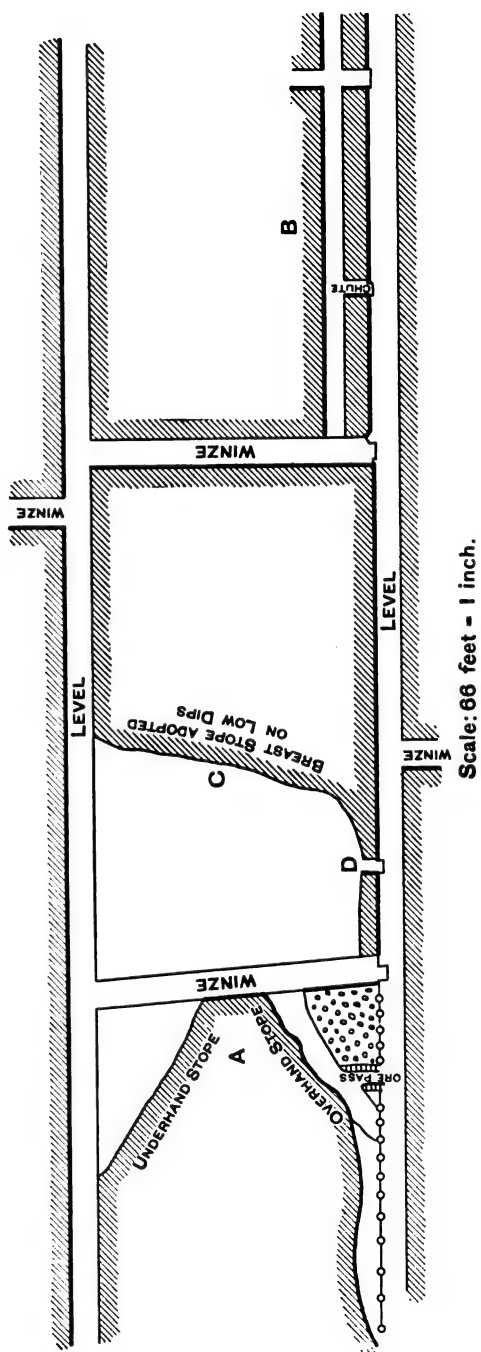 WINZE
LEVEL
WINZE
B
CHUTE
BREAST STOPE ADOPTED
ON LOW DIPS
C
LEVEL
WINZE
D
WINZE
UNDERHAND STOPE
A
OVERHAND STOPE
ORE PASS
WINZE
Scale: 66 feet = 1 inch.